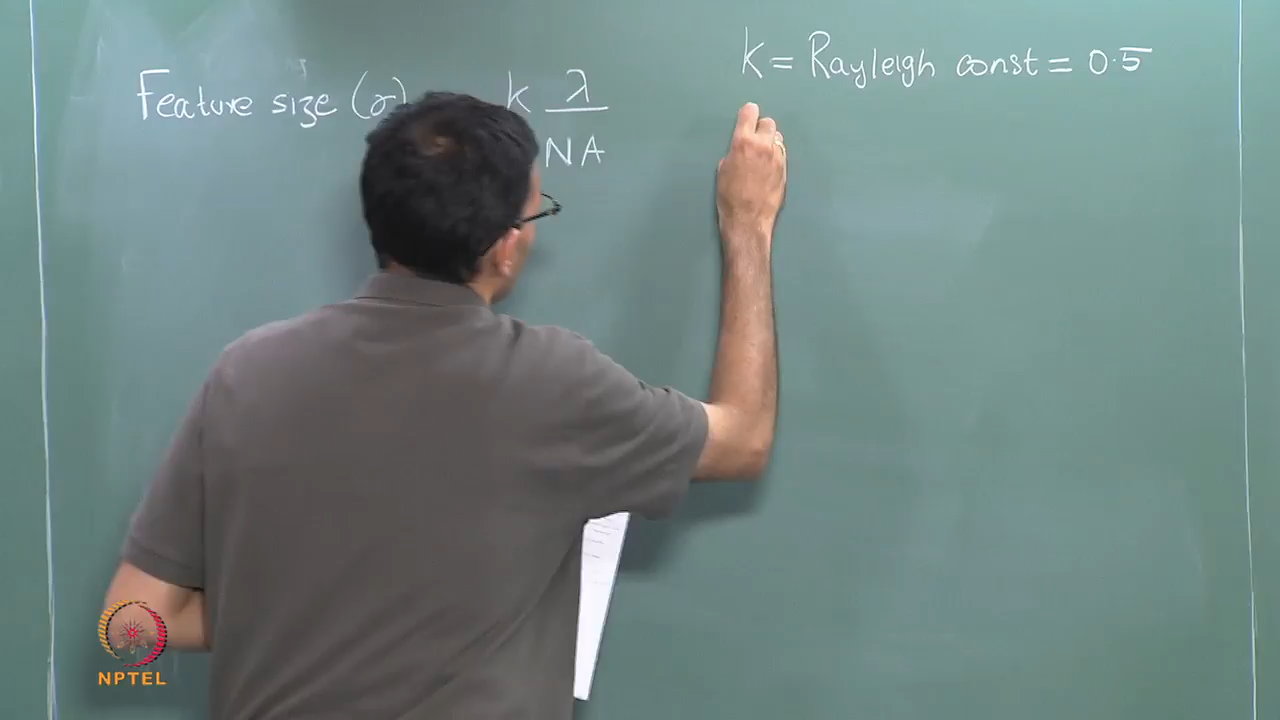 Feature size (σ) k λ
NA
K = Rayleigh const = 0.5
NPTEL